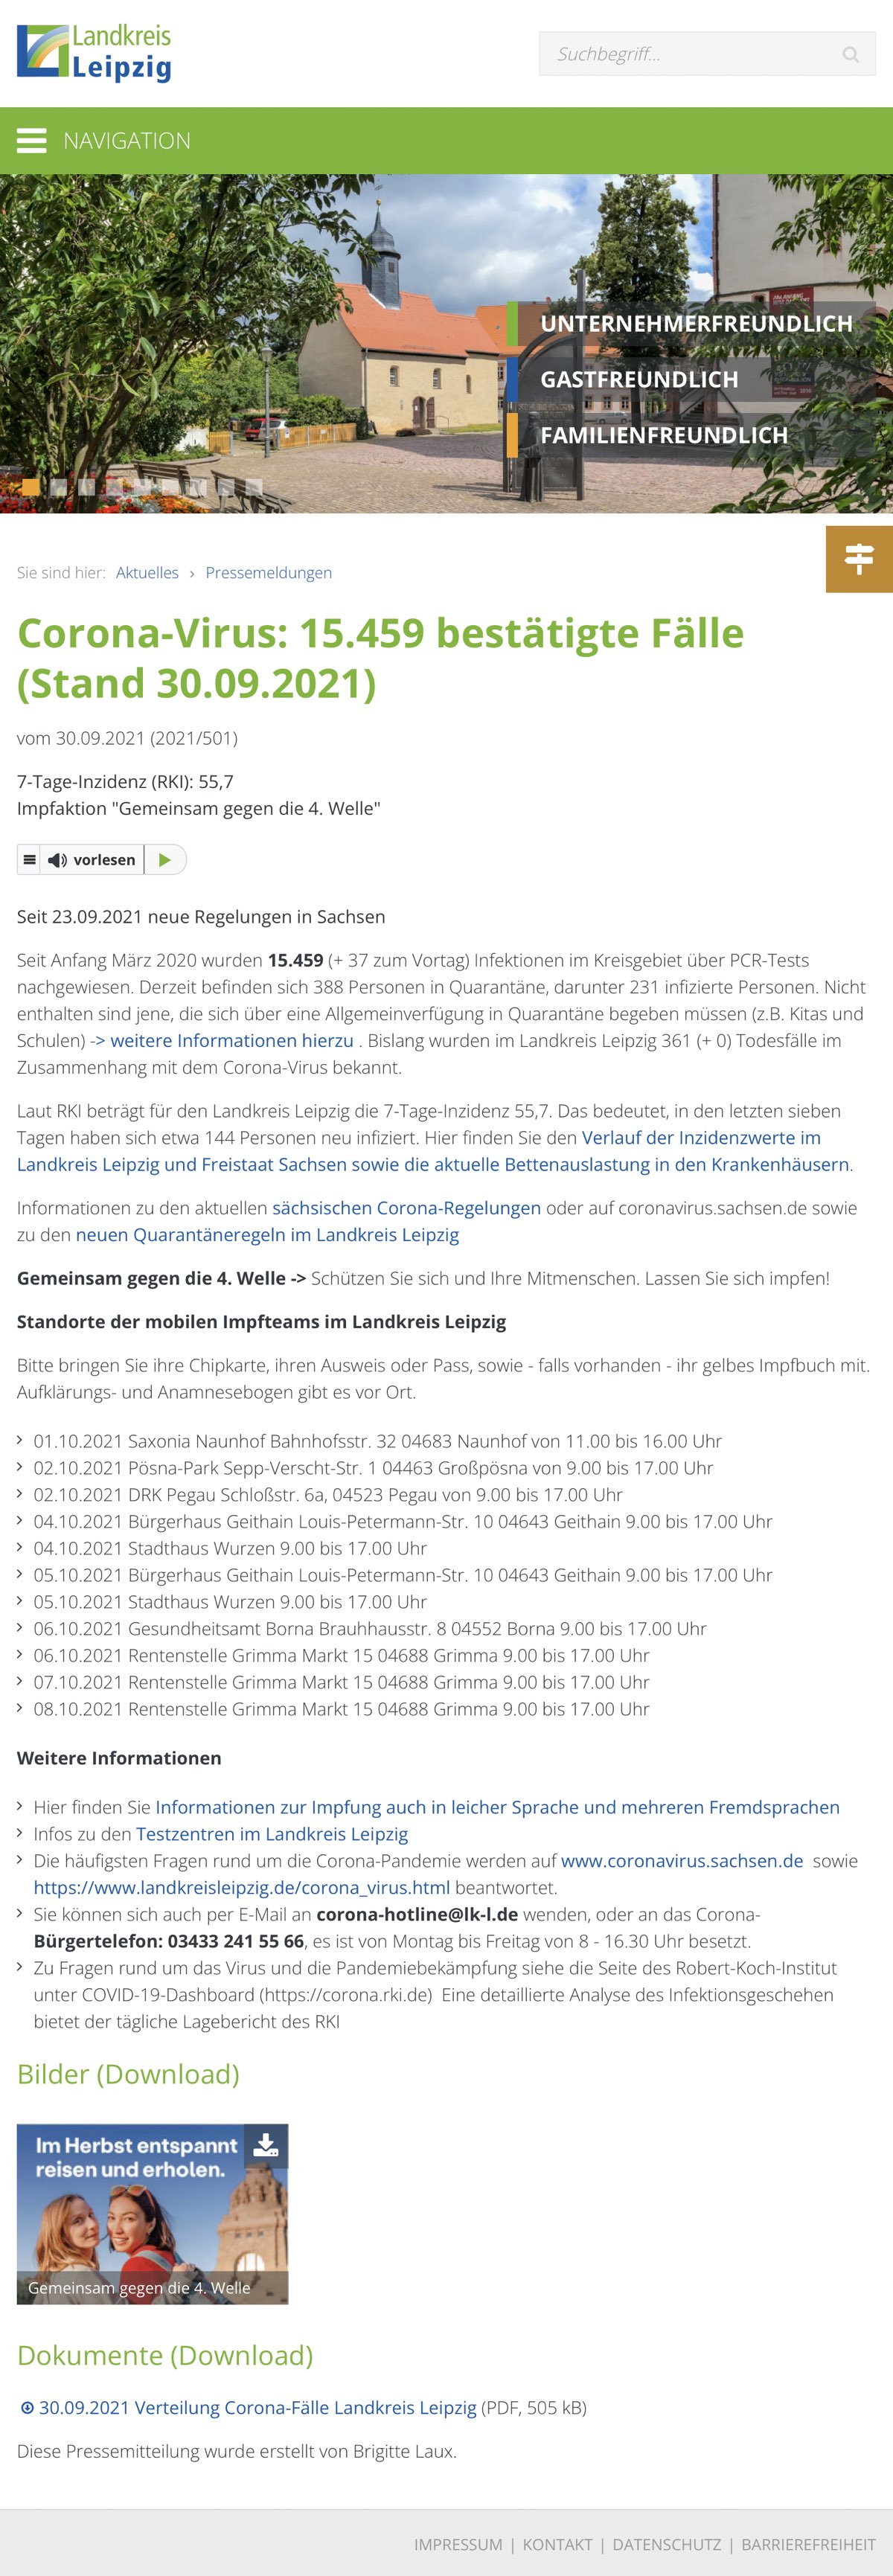 Landkreis
Leipzig
Suchbegriff...
NAVIGATION
UNTERNEHMERFREUNDLICH
GASTFREUNDLICH
FAMILIENFREUNDLICH
Sie sind hier: Aktuelles › Pressemeldungen
Corona-Virus: 15.459 bestätigte Fälle
(Stand 30.09.2021)
vom 30.09.2021 (2021/501)
7-Tage-Inzidenz (RKI): 55,7
Impfaktion "Gemeinsam gegen die 4. Welle"
vorlesen
Seit 23.09.2021 neue Regelungen in Sachsen
Seit Anfang März 2020 wurden 15.459 (+ 37 zum Vortag) Infektionen im Kreisgebiet über PCR-Tests
nachgewiesen. Derzeit befinden sich 388 Personen in Quarantäne, darunter 231 infizierte Personen. Nicht
enthalten sind jene, die sich über eine Allgemeinverfügung in Quarantäne begeben müssen (z.B. Kitas und
Schulen) -> weitere Informationen hierzu . Bislang wurden im Landkreis Leipzig 361 (+ 0) Todesfälle im
Zusammenhang mit dem Corona-Virus bekannt.
Laut RKI beträgt für den Landkreis Leipzig die 7-Tage-Inzidenz 55,7. Das bedeutet, in den letzten sieben
Tagen haben sich etwa 144 Personen neu infiziert. Hier finden Sie den Verlauf der Inzidenzwerte im
Landkreis Leipzig und Freistaat Sachsen sowie die aktuelle Bettenauslastung in den Krankenhäusern.
Informationen zu den aktuellen sächsischen Corona-Regelungen oder auf coronavirus.sachsen.de sowie
zu den neuen Quarantäneregeln im Landkreis Leipzig
Gemeinsam gegen die 4. Welle -> Schützen Sie sich und Ihre Mitmenschen. Lassen Sie sich impfen!
Standorte der mobilen Impfteams im Landkreis Leipzig
Bitte bringen Sie ihre Chipkarte, ihren Ausweis oder Pass, sowie - falls vorhanden - ihr gelbes Impfbuch mit.
Aufklärungs- und Anamnesebogen gibt es vor Ort.
› 01.10.2021 Saxonia Naunhof Bahnhofsstr. 32 04683 Naunhof von 11.00 bis 16.00 Uhr
› 02.10.2021 Pösna-Park Sepp-Verscht-Str. 1 04463 Großpösna von 9.00 bis 17.00 Uhr
› 02.10.2021 DRK Pegau Schloßstr. 6a, 04523 Pegau von 9.00 bis 17.00 Uhr
› 04.10.2021 Bürgerhaus Geithain Louis-Petermann-Str. 10 04643 Geithain 9.00 bis 17.00 Uhr
› 04.10.2021 Stadthaus Wurzen 9.00 bis 17.00 Uhr
› 05.10.2021 Bürgerhaus Geithain Louis-Petermann-Str. 10 04643 Geithain 9.00 bis 17.00 Uhr
› 05.10.2021 Stadthaus Wurzen 9.00 bis 17.00 Uhr
› 06.10.2021 Gesundheitsamt Borna Brauhhausstr. 8 04552 Borna 9.00 bis 17.00 Uhr
› 06.10.2021 Rentenstelle Grimma Markt 15 04688 Grimma 9.00 bis 17.00 Uhr
› 07.10.2021 Rentenstelle Grimma Markt 15 04688 Grimma 9.00 bis 17.00 Uhr
› 08.10.2021 Rentenstelle Grimma Markt 15 04688 Grimma 9.00 bis 17.00 Uhr
Weitere Informationen
› Hier finden Sie Informationen zur Impfung auch in leicher Sprache und mehreren Fremdsprachen
› Infos zu den Testzentren im Landkreis Leipzig
› Die häufigsten Fragen rund um die Corona-Pandemie werden auf www.coronavirus.sachsen.de sowie
https://www.landkreisleipzig.de/corona_virus.html beantwortet.
› Sie können sich auch per E-Mail an corona-hotline@lk-l.de wenden, oder an das Corona-
Bürgertelefon: 03433 241 55 66, es ist von Montag bis Freitag von 8 - 16.30 Uhr besetzt.
› Zu Fragen rund um das Virus und die Pandemiebekämpfung siehe die Seite des Robert-Koch-Institut
unter COVID-19-Dashboard (https://corona.rki.de) Eine detaillierte Analyse des Infektionsgeschehen
bietet der tägliche Lagebericht des RKI
Bilder (Download)
Im Herbst entspannt
reisen und erholen.
Gemeinsam gegen die 4. Welle
Dokumente (Download)
30.09.2021 Verteilung Corona-Fälle Landkreis Leipzig (PDF, 505 kB)
Diese Pressemitteilung wurde erstellt von Brigitte Laux.
IMPRESSUM | KONTAKT | DATENSCHUTZ | BARRIEREFREIHEIT